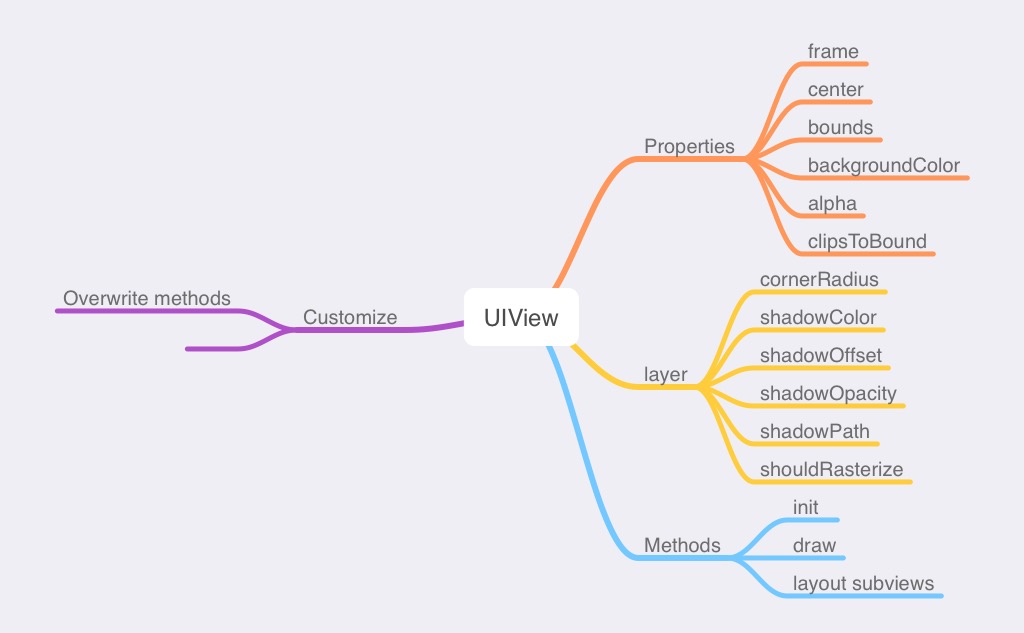 frame
center
bounds
Properties
backgroundColor
alpha
clipsToBound
cornerRadius
Overwrite methods
Customize
UIView
shadowColor
shadowOffset
layer
shadowOpacity
shadowPath
shouldRasterize
init
Methods
draw
layout subviews